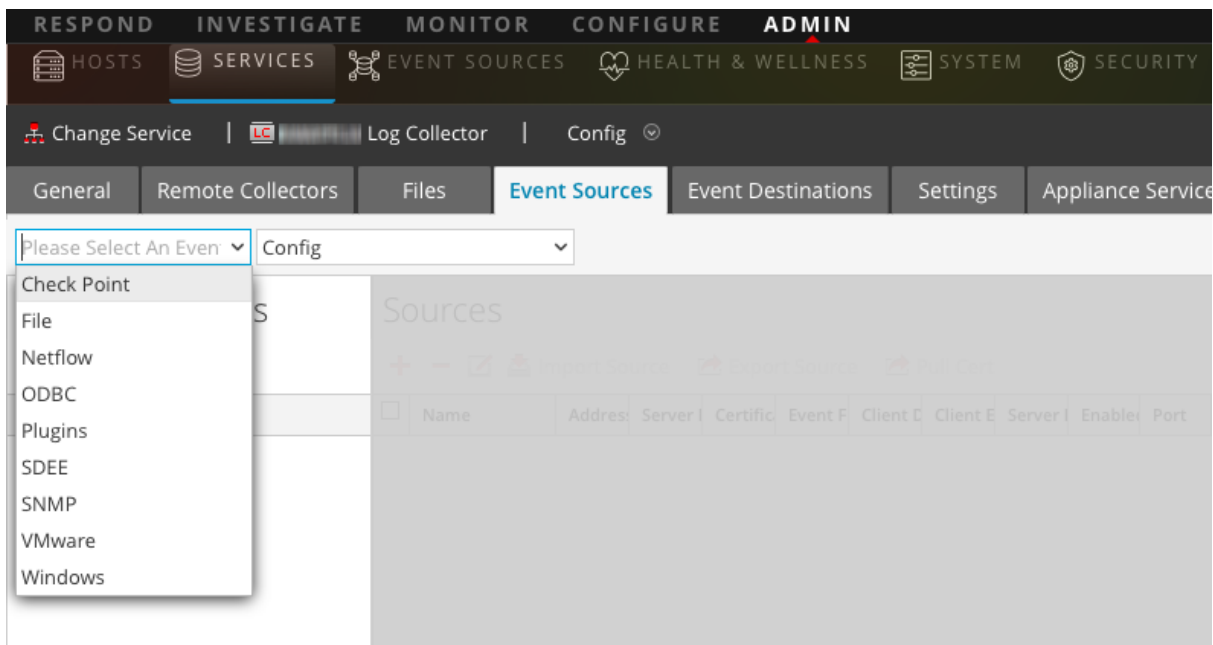 RESPOND INVESTIGATE MONITOR CONFIGURE ADMIN
HOSTS SERVICES EVENT SOURCES HEALTH & WELLNESS SYSTEM SECURITY
Change Service | LC Log Collector | Config
General Remote Collectors Files Event Sources Event Destinations Settings Appliance Service
Please Select An Even Config
Check Point
S Sources
File
Netflow
Import Source Export Source
ODBC
Name Address Server Certific Event F Client D Client E Server Enabled Port
Plugins
SDEE
SNMP
VMware
Windows